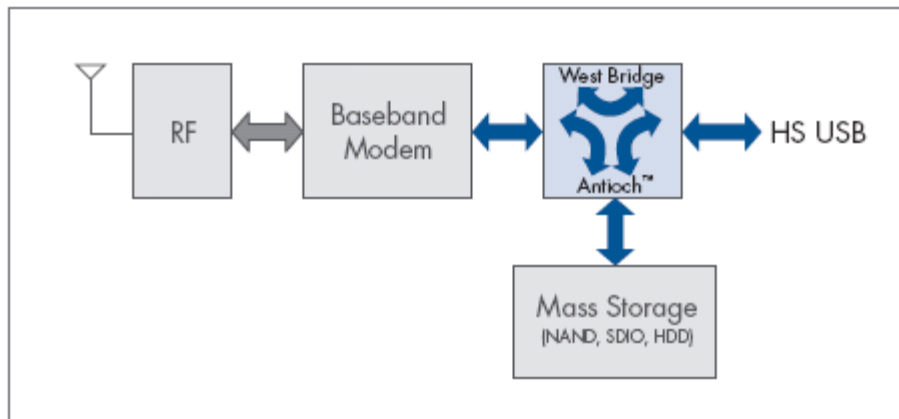 RF
Baseband
Modem
West Bridge
Antioch™
HS USB
Mass Storage
(NAND, SDIO, HDD)